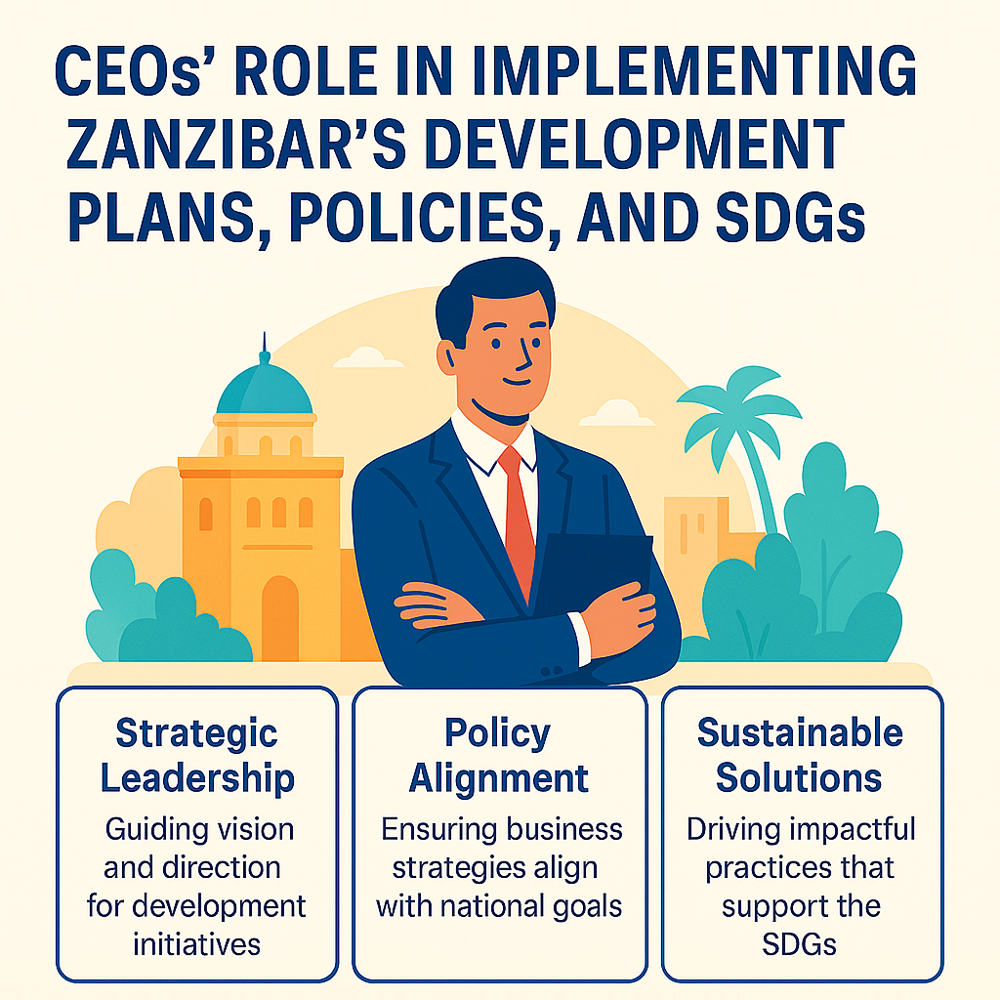 CEOs’ ROLE IN IMPLEMENTING
ZANZIBAR’S DEVELOPMENT
PLANS, POLICIES, AND SDGs
Strategic
Leadership
Guiding vision
and direction
for development
initiatives
Policy
Alignment
Ensuring business
strategies align
with national goals
Sustainable
Solutions
Driving impactful
practices that
support the
SDGs